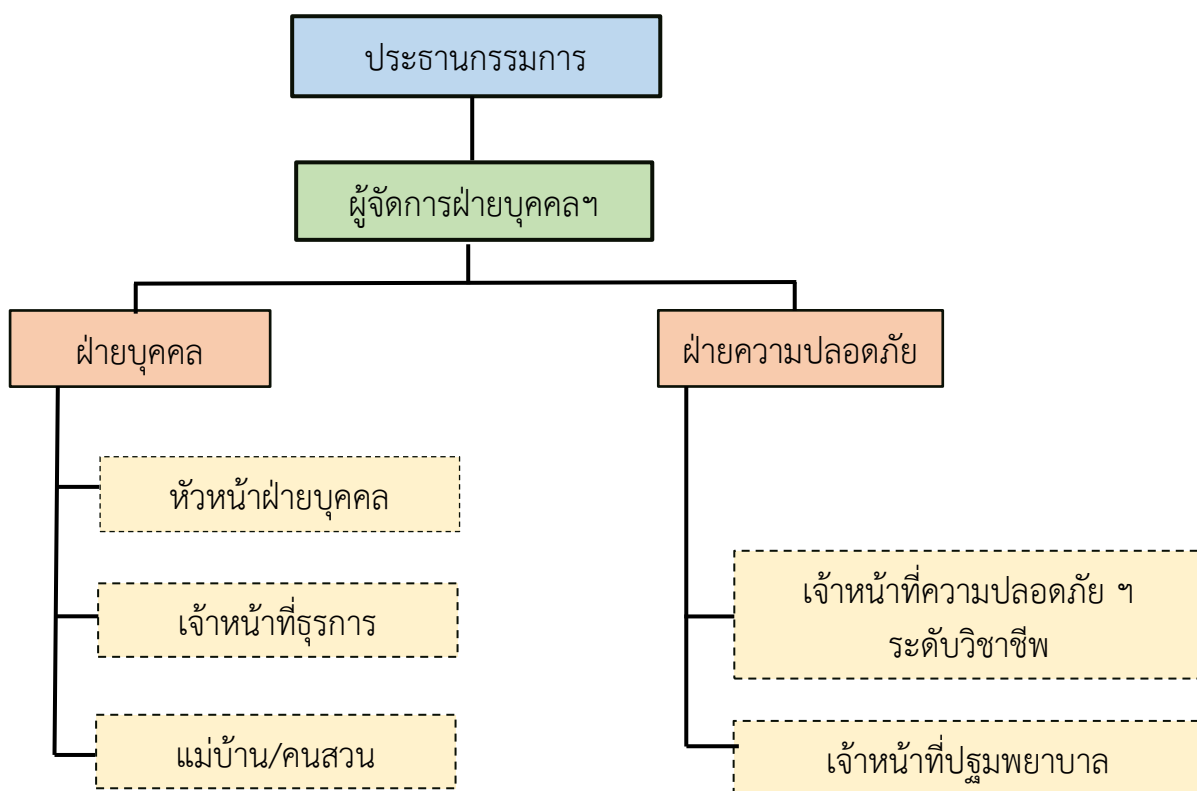 ประธานกรรมการ
ผู้จัดการฝ่ายบุคคลฯ
ฝ่ายบุคคล
หัวหน้าฝ่ายบุคคล
เจ้าหน้าที่ธุรการ
แม่บ้าน/คนสวน
ฝ่ายความปลอดภัย
เจ้าหน้าที่ความปลอดภัย ฯ
ระดับวิชาชีพ
เจ้าหน้าที่ปฐมพยาบาล